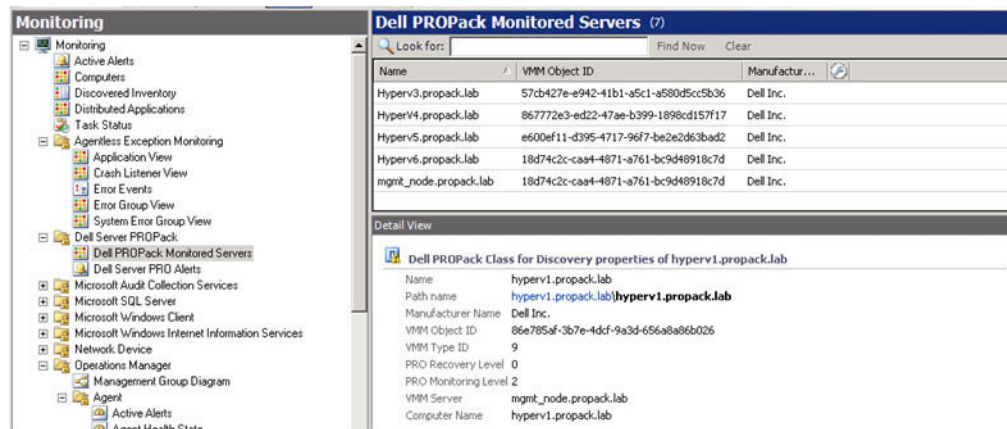 Monitoring
Monitoring
Active Alerts
Computers
Discovered Inventory
Distributed Applications
Task Status
Agentless Exception Monitoring
Application View
Crash Listener View
Error Events
Error Group View
System Error Group View
Dell Server PROPack
Dell PROPack Monitored Servers
Dell Server PRO Alerts
Microsoft Audit Collection Services
Microsoft SQL Server
Microsoft Windows Client
Microsoft Windows Internet Information Services
Network Device
Operations Manager
Management Group Diagram
Agent
Active Alerts
Agent Health State
Dell PROPack Monitored Servers (7)
Look for: Find Now Clear
Name VMM Object ID Manufactur...
Hyperv3.propack.lab 57cb427e-e942-41b1-a5c1-a580d5cc5b36 Dell Inc.
HyperV4.propack.lab 867772e3-ed22-47ae-b399-1898cd157f17 Dell Inc.
Hyperv5.propack.lab e600ef11-d395-4717-96f7-be2e2d63bad2 Dell Inc.
Hyperv6.propack.lab 18d74c2c-caa4-4871-a761-bc9d48918c7d Dell Inc.
mgmt_node.propack.lab 18d74c2c-caa4-4871-a761-bc9d48918c7d Dell Inc.
Detail View
Dell PROPack Class for Discovery properties of hyperv1.propack.lab
Name hyperv1.propack.lab
Path name hyperv1.propack.lab\hyperv1.propack.lab
Manufacturer Name Dell Inc.
VMM Object ID 86e785af-3b7e-4dcf-9a3d-656a8a86b026
VMM Type ID 9
PRO Recovery Level 0
PRO Monitoring Level 2
VMM Server mgmt_node.propack.lab
Computer Name hyperv1.propack.lab